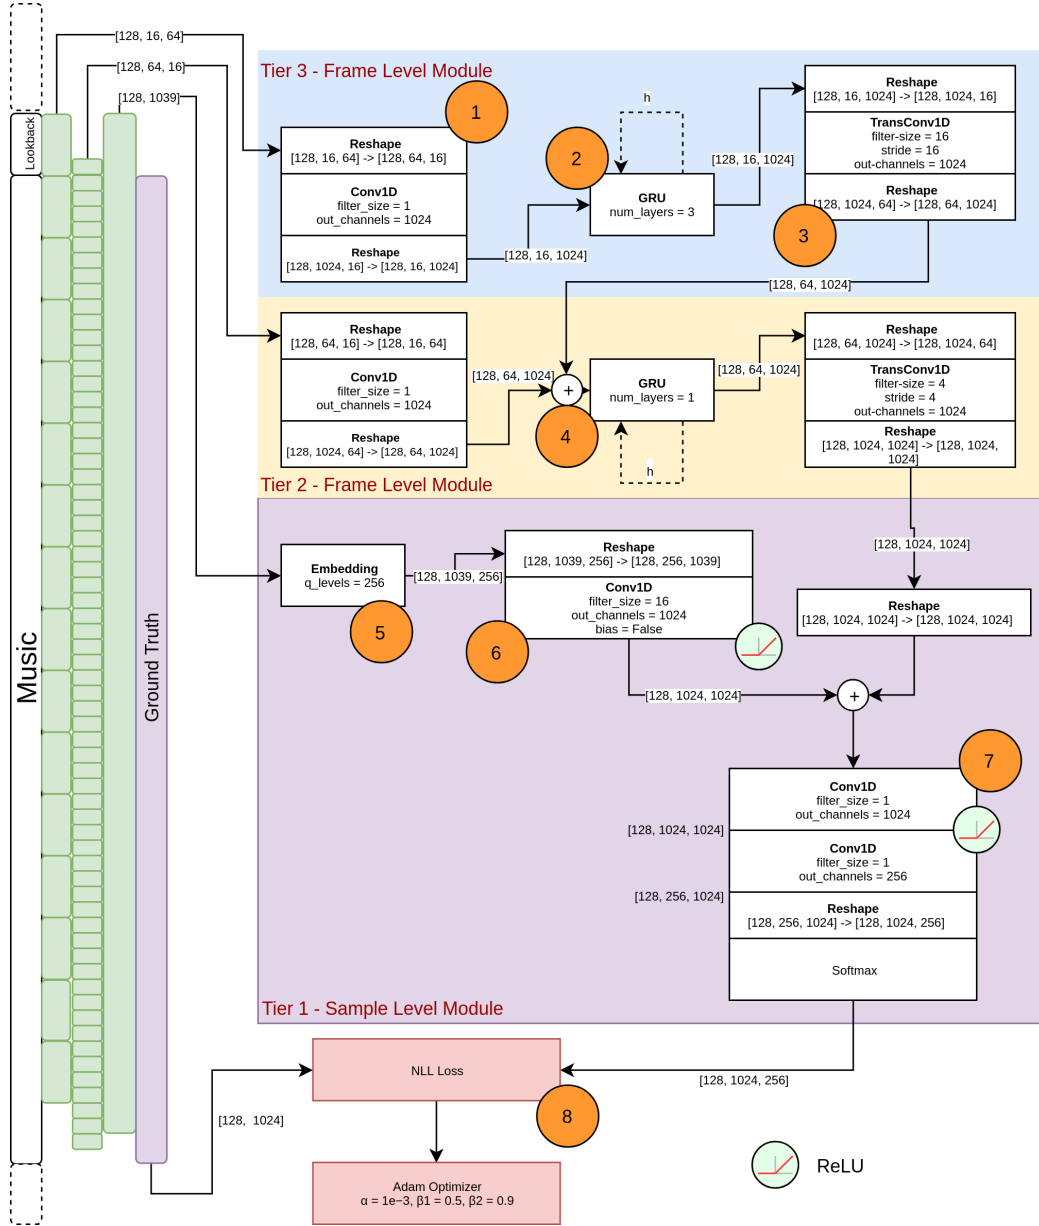 [128, 16, 64]
[128, 64, 16]
[128, 1039]
Lookback
Music
Ground Truth
Tier 3 - Frame Level Module
1
Reshape
[128, 16, 64] -> [128, 64, 16]
Conv1D
filter_size = 1
out_channels = 1024
Reshape
[128, 1024, 16] -> [128, 16, 1024]
[128, 16, 1024]
h
2
GRU
num_layers = 3
[128, 16, 1024]
Reshape
[128, 16, 1024] -> [128, 1024, 16]
TransConv1D
filter-size = 16
stride = 16
out-channels = 1024
Reshape
[128, 1024, 64] -> [128, 64, 1024]
3
[128, 64, 1024]
Reshape
[128, 64, 16] -> [128, 16, 64]
Conv1D
filter_size = 1
out_channels = 1024
Reshape
[128, 1024, 64] -> [128, 64, 1024]
[128, 64, 1024]
+
4
GRU
num_layers = 1
h
[128, 64, 1024]
Reshape
[128, 64, 1024] -> [128, 1024, 64]
TransConv1D
filter-size = 4
stride = 4
out-channels = 1024
Reshape
[128, 1024, 1024] -> [128, 1024,
1024]
Tier 2 - Frame Level Module
[128, 1024, 1024]
Embedding
q_levels = 256
5
[128, 1039, 256]
Reshape
[128, 1039, 256] -> [128, 256, 1039]
Conv1D
filter_size = 16
out_channels = 1024
bias = False
6
Reshape
[128, 1024, 1024] -> [128, 1024, 1024]
[128, 1024, 1024]
+
7
Conv1D
filter_size = 1
out_channels = 1024
[128, 1024, 1024]
Conv1D
filter_size = 1
out_channels = 256
[128, 256, 1024]
Reshape
[128, 256, 1024] -> [128, 1024, 256]
Softmax
Tier 1 - Sample Level Module
NLL Loss
[128, 1024, 256]
8
[128, 1024]
Adam Optimizer
α = 1e−3, β1 = 0.5, β2 = 0.9
ReLU